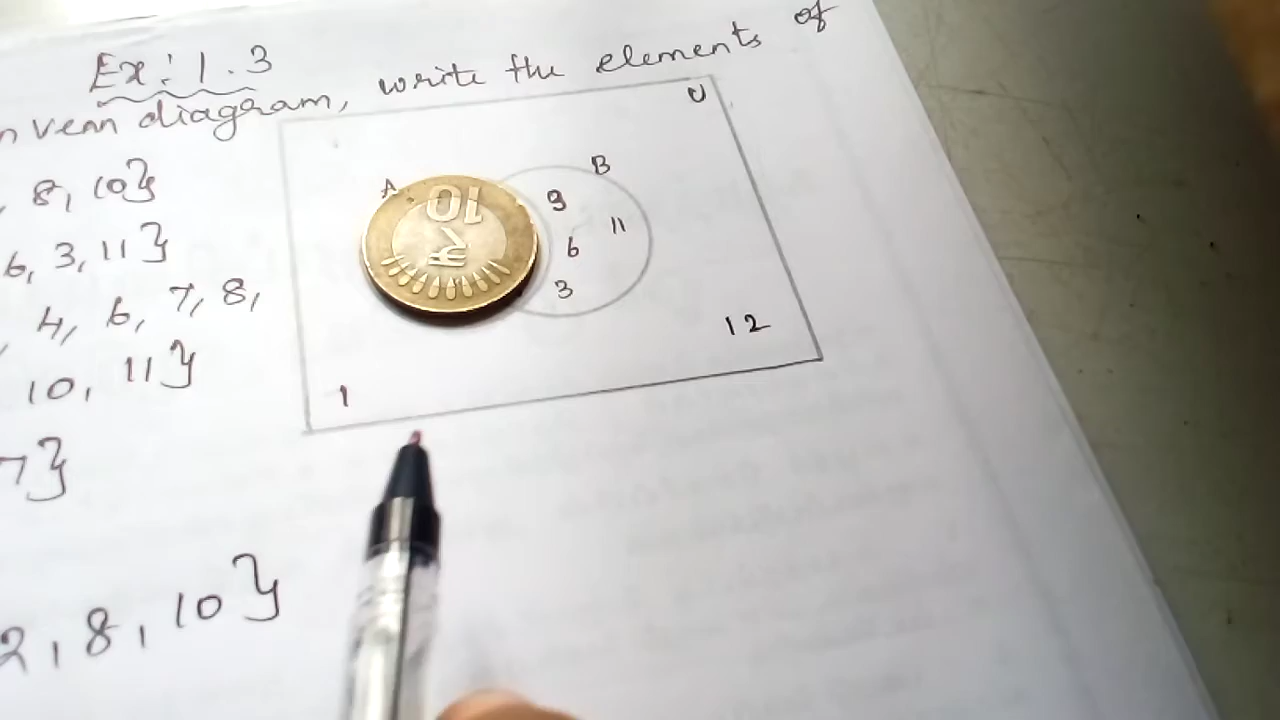 Ex: 1.3
n venn diagram, write the elements of
8, 10}
6, 3, 11}
4, 6, 7, 8,
10, 11}
7}
2, 8, 10}
U
A
B
10
₹
9
11
6
3
12
1